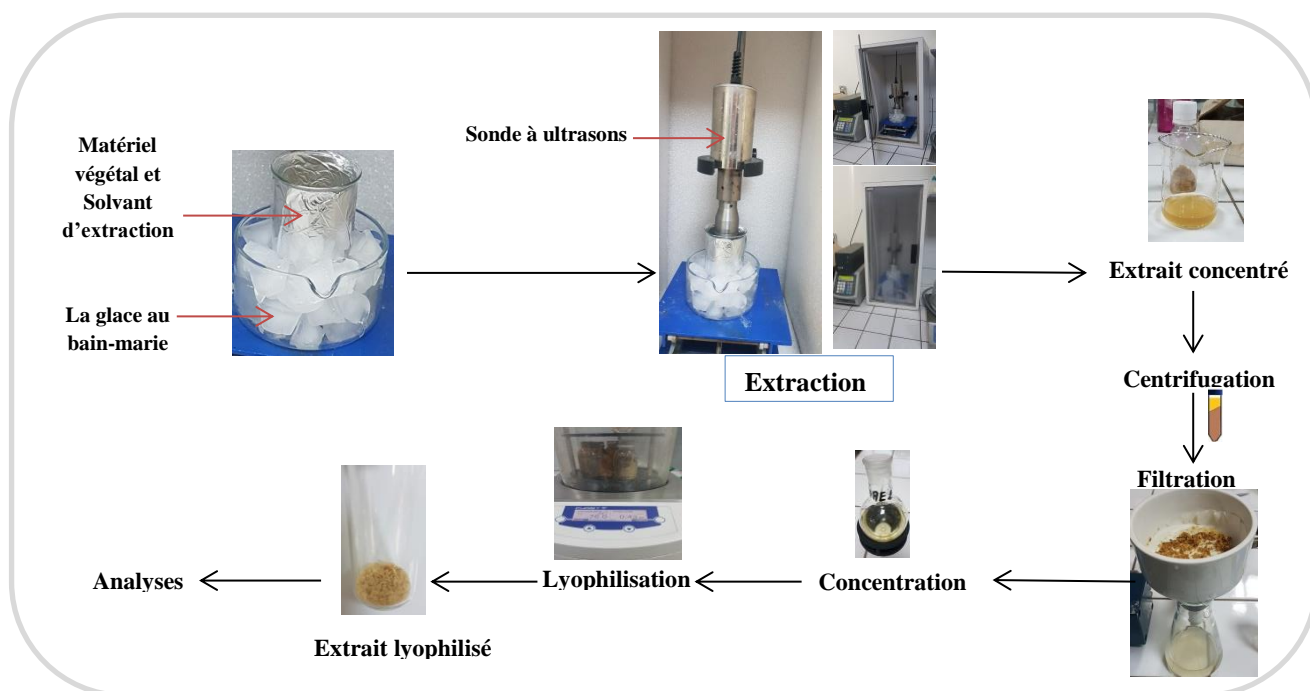 Matériel
végétal et
Solvant
d'extraction
La glace au
bain-marie
Sonde à ultrasons
Extraction
Extrait concentré
Centrifugation
Filtration
Concentration
Lyophilisation
Extrait lyophilisé
Analyses